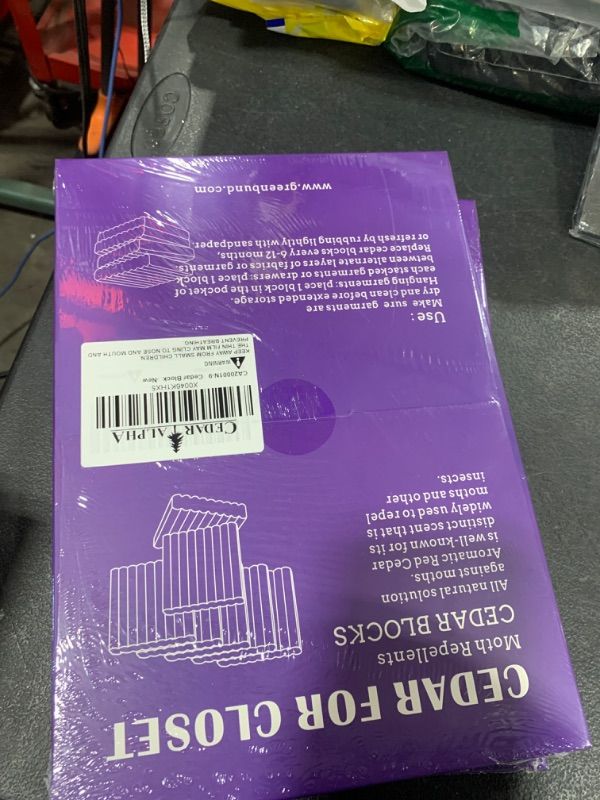 CEDAR FOR CLOSET
Moth Repellents
CEDAR BLOCKS
All natural solution
against moths.
Aromatic Red Cedar
is well-known for its
distinct scent that is
widely used to repel
moths and other
insects.
CEDAR ALPHA
X0046K1HX5
CA20001N-9 Cedar Block -New
WARNING
KEEP AWAY FROM SMALL CHILDREN
THE THIN FILM MAY CLING TO NOSE AND MOUTH AND
PREVENT BREATHING
Use:
Make sure garments are
dry and clean before extended storage.
Hanging garments: place 1 block in the pocket of
each stacked garments or drawers: place 1 block
between alternate layers of fabrics or garments.
Replace cedar blocks every 6-12 months,
or refresh by rubbing lightly with sandpaper.
www.greenbund.com